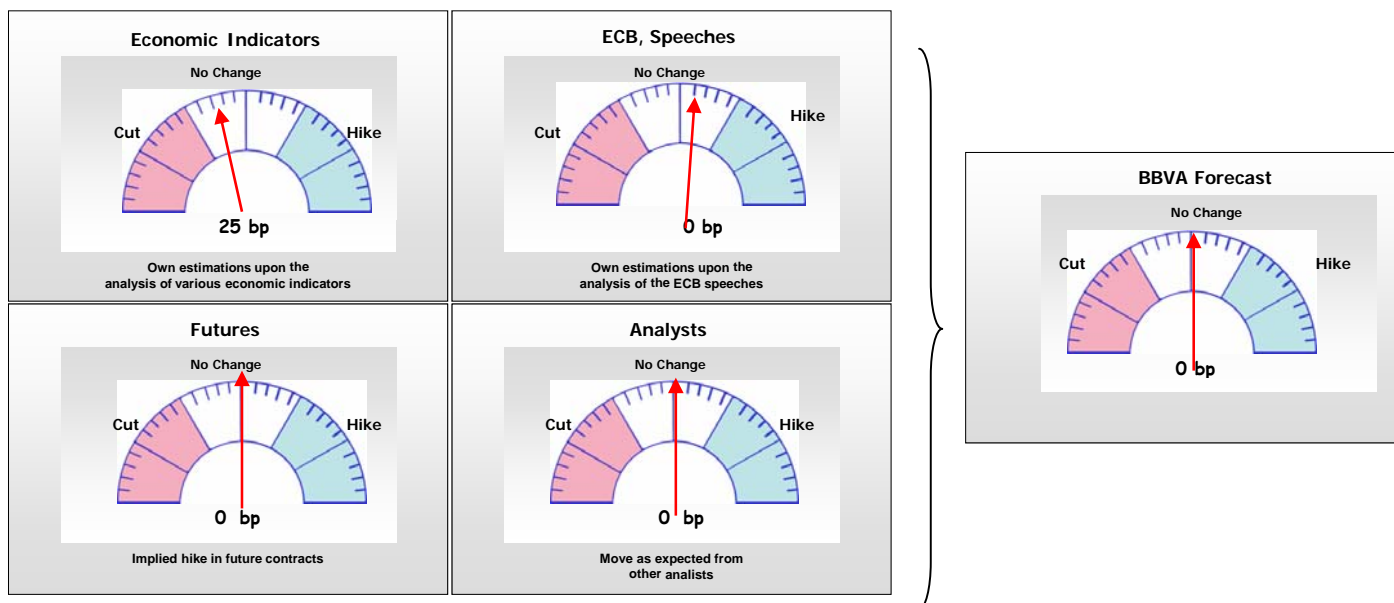 Economic Indicators
No Change
Cut
Hike
25 bp
Own estimations upon the
analysis of various economic indicators
ECB, Speeches
No Change
Cut
Hike
0 bp
Own estimations upon the
analysis of the ECB speeches
Futures
No Change
Cut
Hike
0 bp
Implied hike in future contracts
Analysts
No Change
Cut
Hike
0 bp
Move as expected from
other analists
BBVA Forecast
No Change
Cut
Hike
0 bp